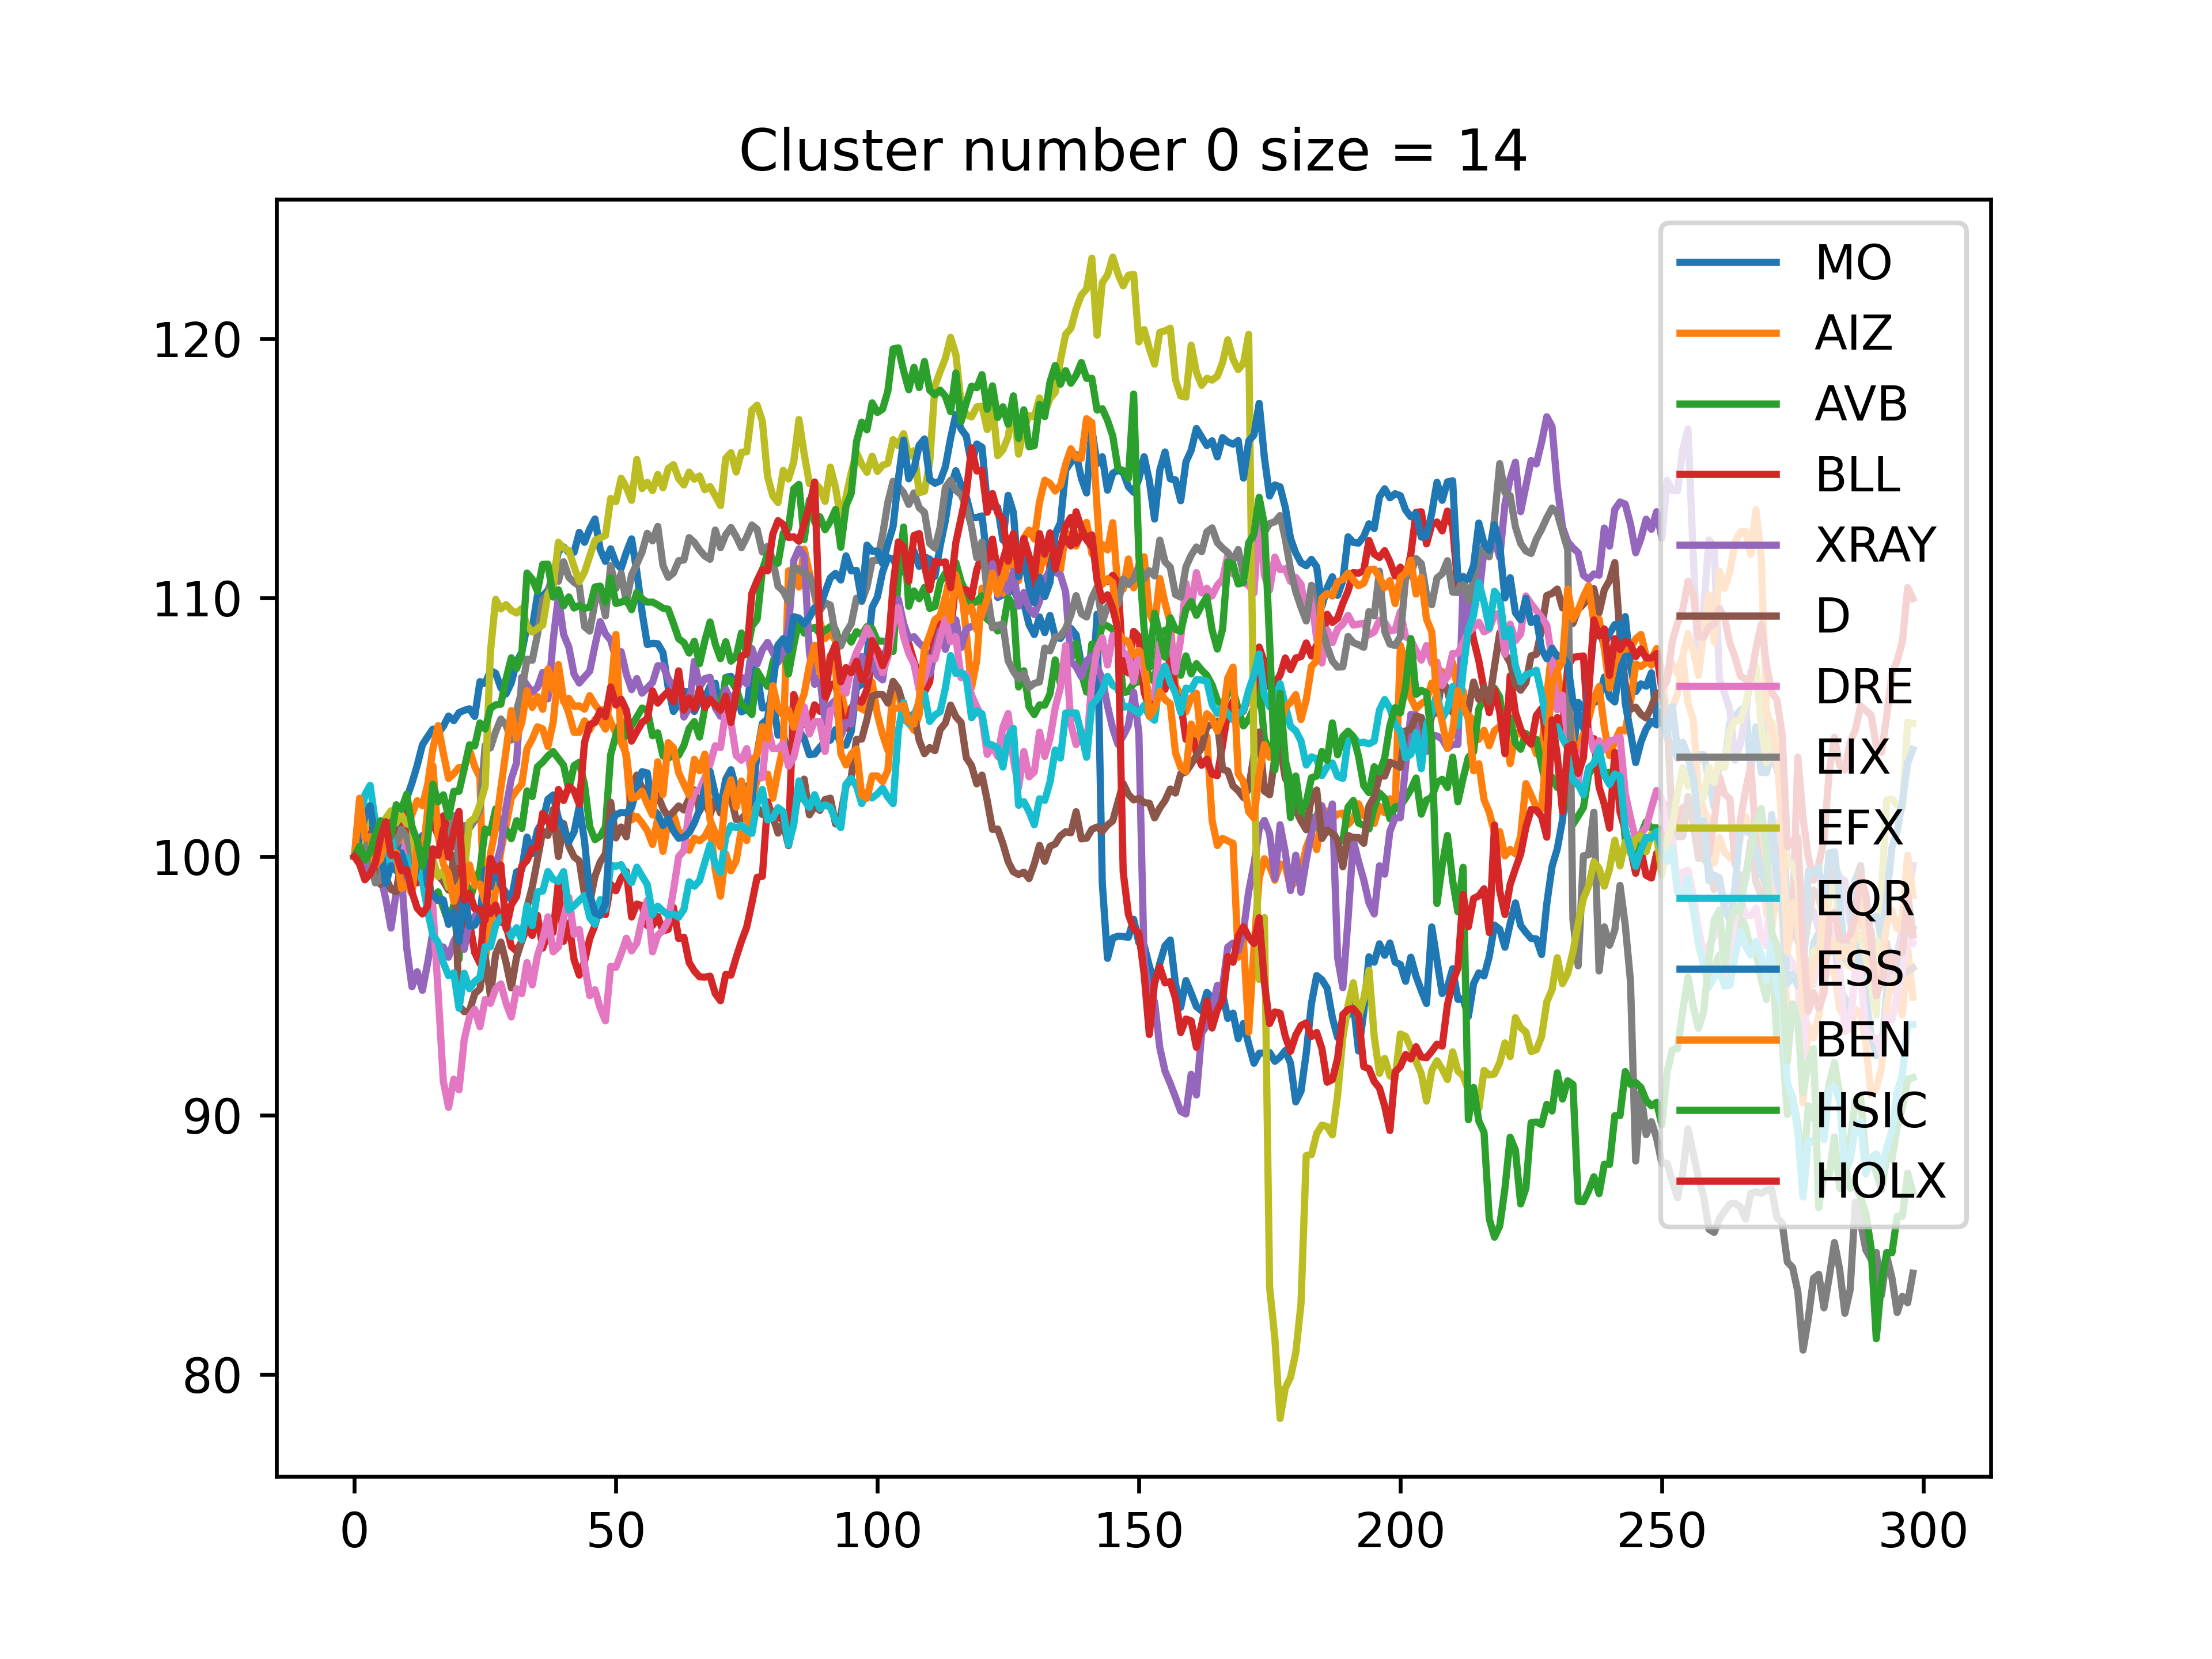 Cluster number 0 size = 14
120
110
100
90
80
0 50 100 150 200 250 300
MO
AIZ
AVB
BLL
XRAY
D
DRE
EIX
EFX
EQR
ESS
BEN
HSIC
HOLX